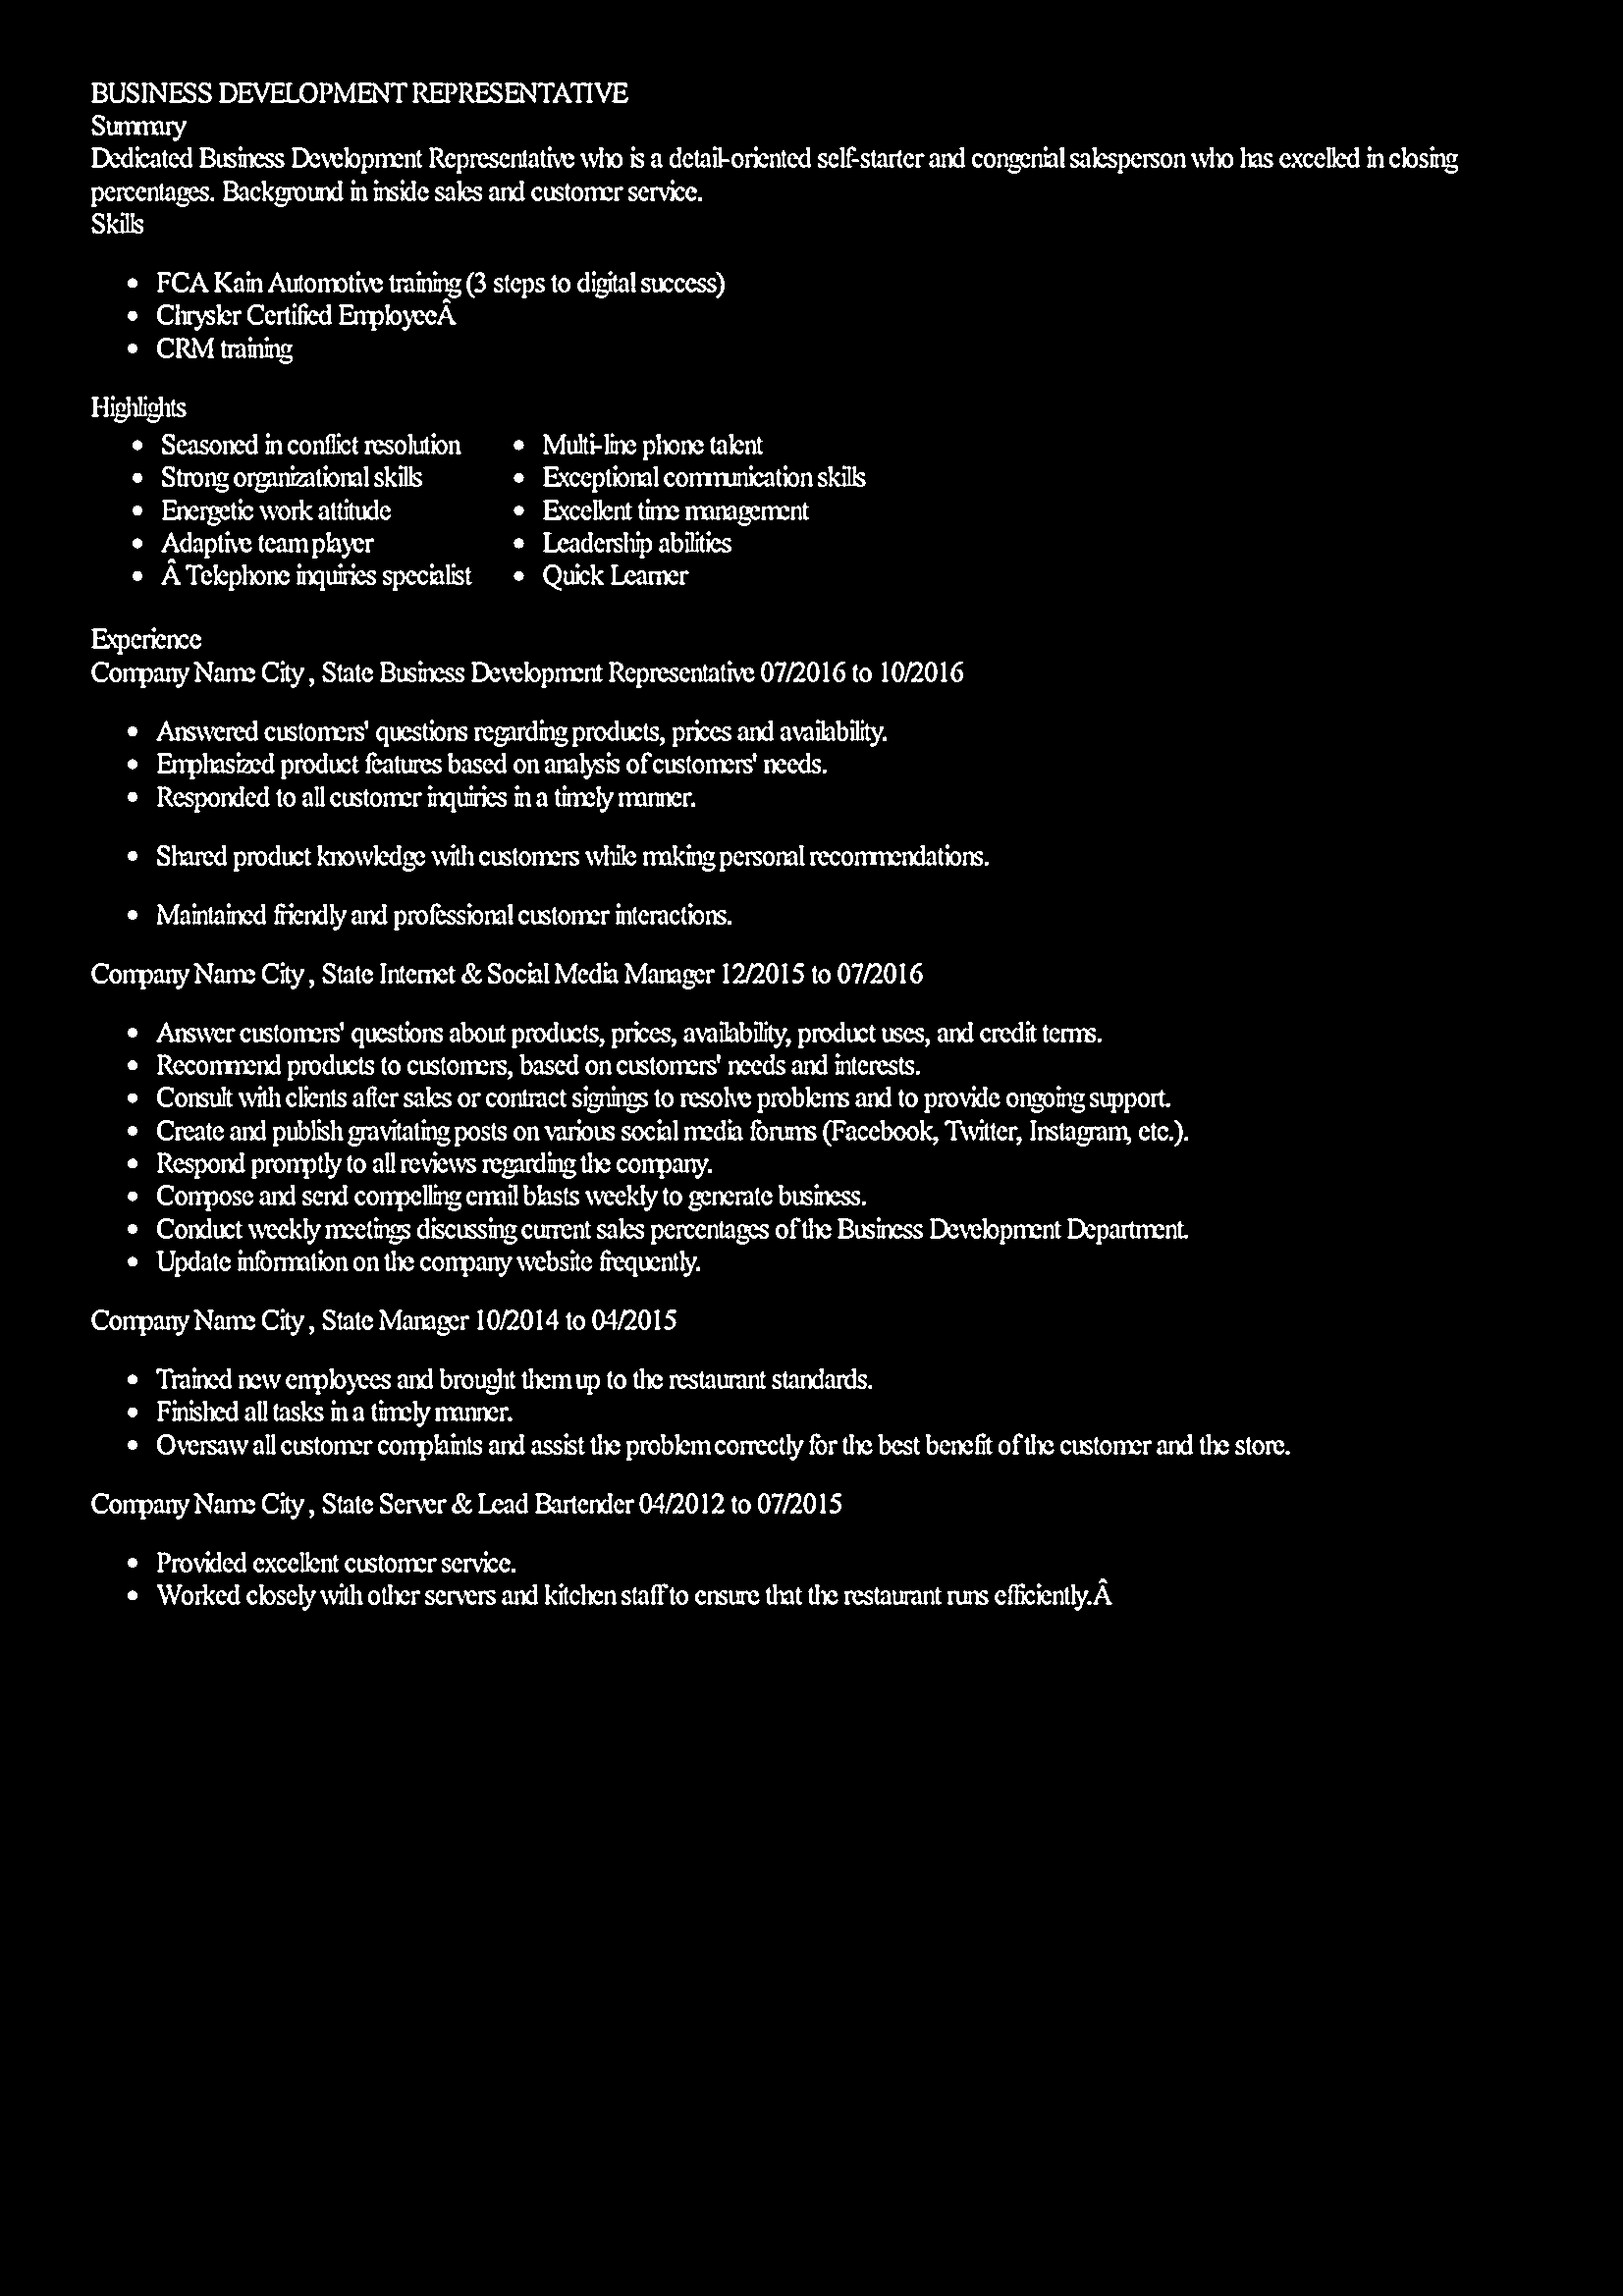 BUSINESS DEVELOPMENT REPRESENTATIVE
Summary
Dedicated Business Development Representative who is a detail-oriented self-starter and congenial salesperson who has excelled in closing
percentages. Background in inside sales and customer service.
Skills
• FCA Kain Automotive training (3 steps to digital success)
• Chrysler Certified EmployeeÂ
• CRM training
Highlights
• Seasoned in conflict resolution
• Strong organizational skills
• Energetic work attitude
• Adaptive team player
• Â Telephone inquiries specialist
• Multi-line phone talent
• Exceptional communication skills
• Excellent time management
• Leadership abilities
• Quick Learner
Experience
Company Name City , State Business Development Representative 07/2016 to 10/2016
• Answered customers' questions regarding products, prices and availability.
• Emphasized product features based on analysis of customers' needs.
• Responded to all customer inquiries in a timely manner.
• Shared product knowledge with customers while making personal recommendations.
• Maintained friendly and professional customer interactions.
Company Name City , State Internet & Social Media Manager 12/2015 to 07/2016
• Answer customers' questions about products, prices, availability, product uses, and credit terms.
• Recommend products to customers, based on customers' needs and interests.
• Consult with clients after sales or contract signings to resolve problems and to provide ongoing support.
• Create and publish gravitating posts on various social media forums (Facebook, Twitter, Instagram, etc.).
• Respond promptly to all reviews regarding the company.
• Compose and send compelling email blasts weekly to generate business.
• Conduct weekly meetings discussing current sales percentages of the Business Development Department.
• Update information on the company website frequently.
Company Name City , State Manager 10/2014 to 04/2015
• Trained new employees and brought them up to the restaurant standards.
• Finished all tasks in a timely manner.
• Oversaw all customer complaints and assist the problem correctly for the best benefit of the customer and the store.
Company Name City , State Server & Lead Bartender 04/2012 to 07/2015
• Provided excellent customer service.
• Worked closely with other servers and kitchen staff to ensure that the restaurant runs efficiently.Â